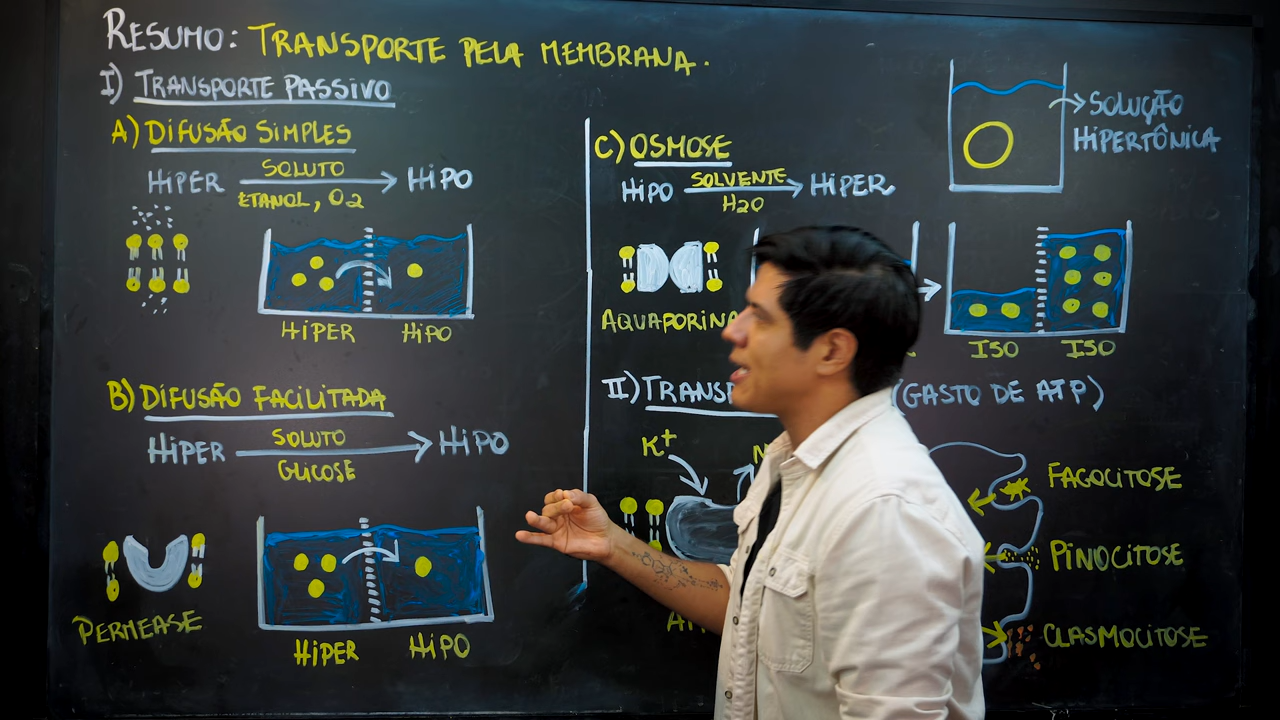 RESUMO: TRANSPORTE PELA MEMBRANA.
I) TRANSPORTE PASSIVO
A) DIFUSÃO SIMPLES
HIPER SOLUTO HIPO
ETANOL, O2
HIPER HIPO
B) DIFUSÃO FACILITADA
HIPER SOLUTO HIPO
GLICOSE
PERMEASE
HIPER HIPO
C) OSMOSE
HIPO SOLVENTE HIPER
H2O
AQUAPORINA
SOLUÇÃO
HIPERTÔNICA
ISO ISO
II) (GASTO DE ATP)
K+
FAGOCITOSE
PINOCITOSE
CLASMOCITOSE